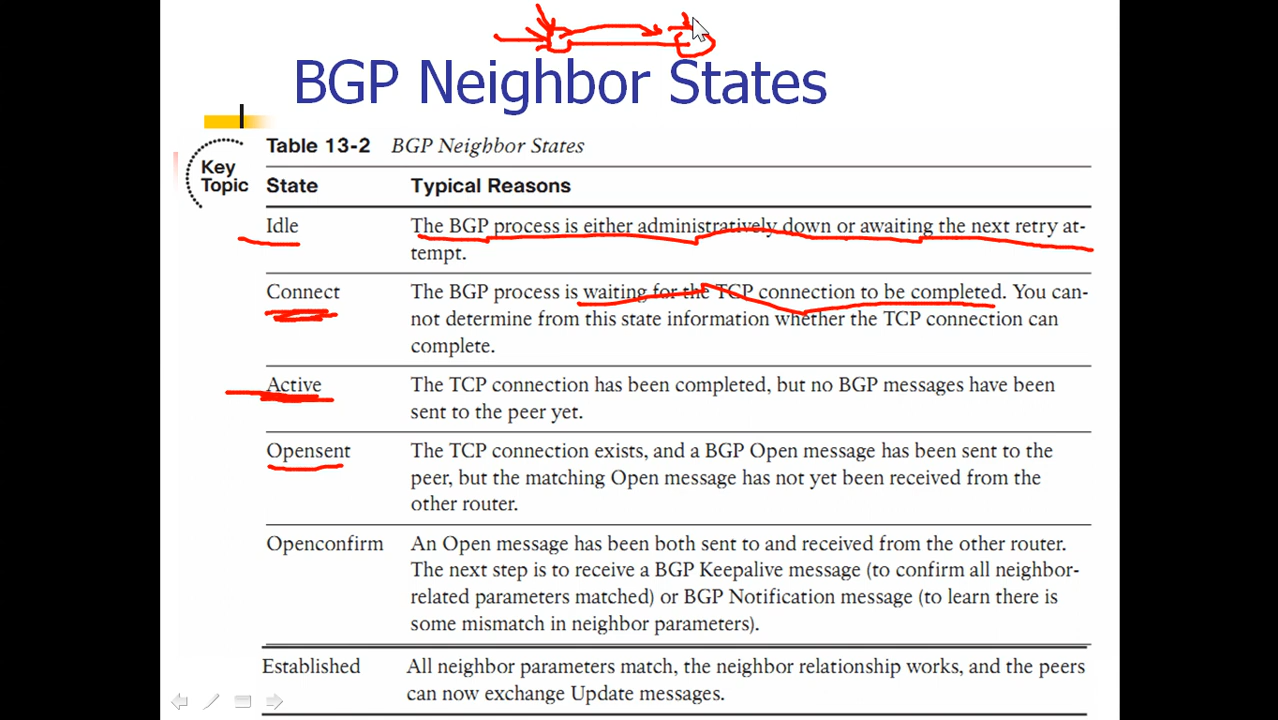 BGP Neighbor States
Key
Topic
Table 13-2 BGP Neighbor States
State Typical Reasons
Idle The BGP process is either administratively down or awaiting the next retry at-
tempt.
Connect The BGP process is waiting for the TCP connection to be completed. You can-
not determine from this state information whether the TCP connection can
complete.
Active The TCP connection has been completed, but no BGP messages have been
sent to the peer yet.
Opensent The TCP connection exists, and a BGP Open message has been sent to the
peer, but the matching Open message has not yet been received from the
other router.
Openconfirm An Open message has been both sent to and received from the other router.
The next step is to receive a BGP Keepalive message (to confirm all neighbor-
related parameters matched) or BGP Notification message (to learn there is
some mismatch in neighbor parameters).
Established All neighbor parameters match, the neighbor relationship works, and the peers
can now exchange Update messages.